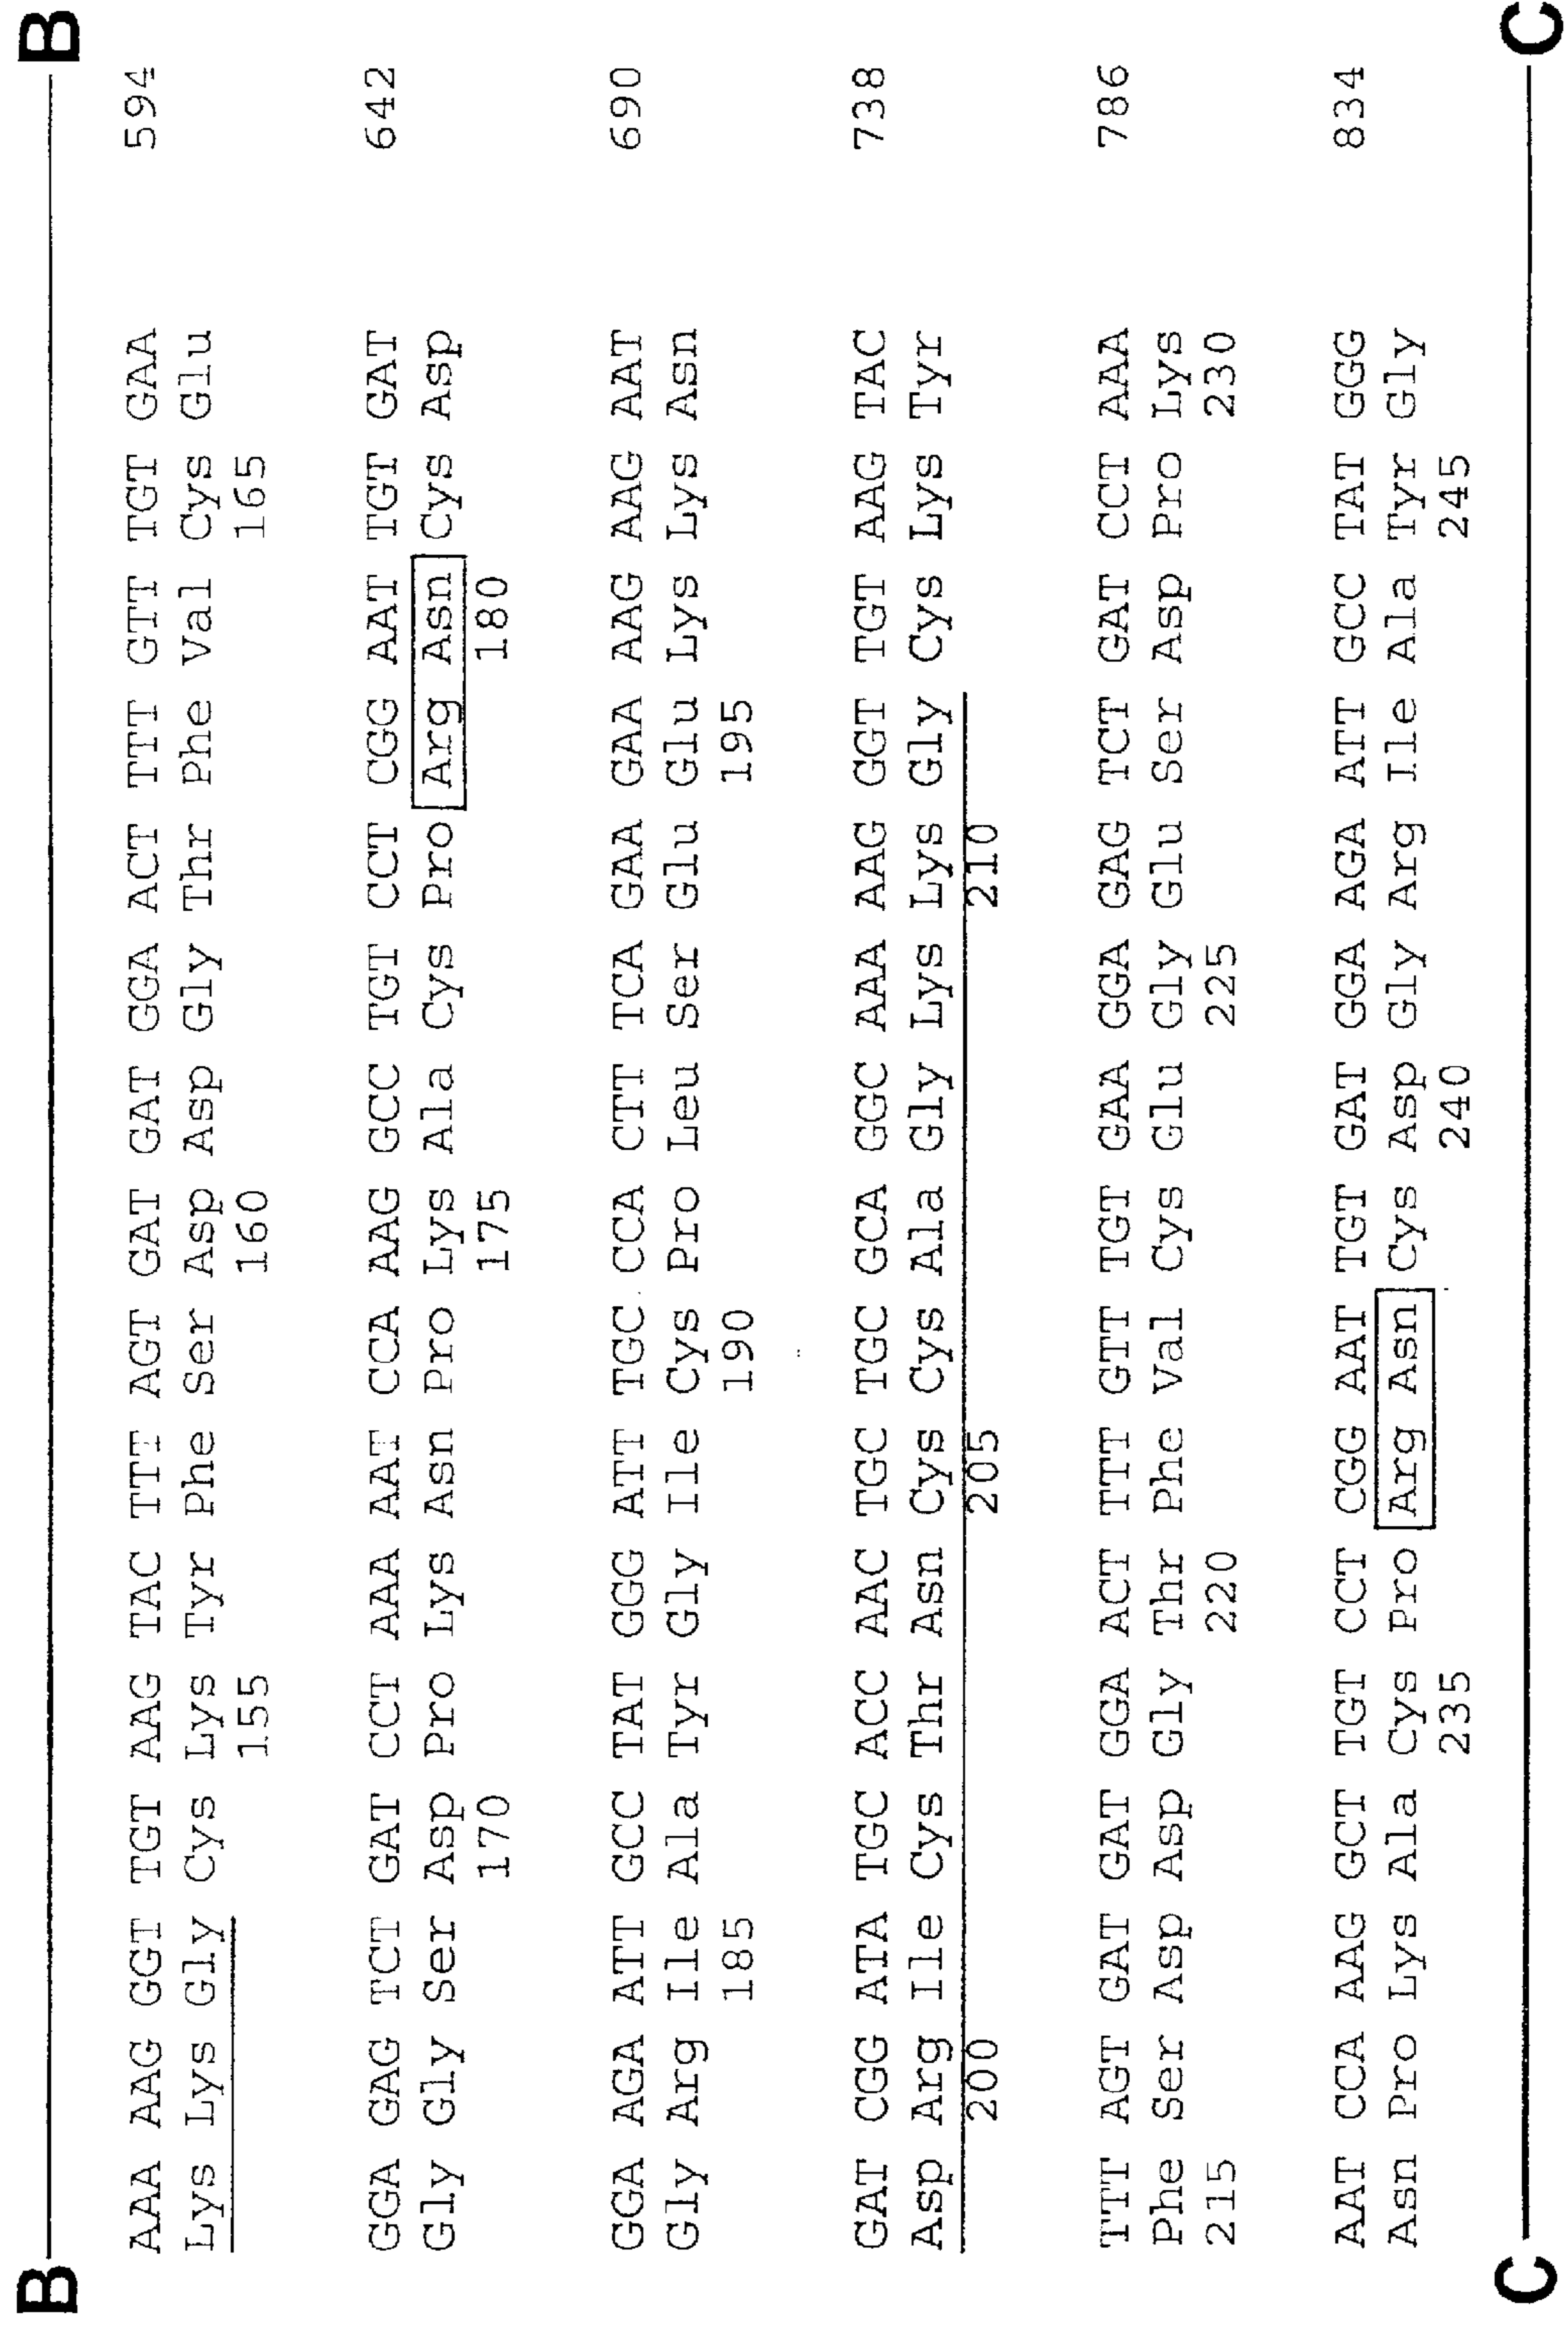 B B
AAA AAG GGT TGT AAG TAC TTT AGT GAT GAT GGA ACT TTT GTT TGT GAA 594
Lys Lys Gly Cys Lys Tyr Phe Ser Asp Asp Gly Thr Phe Val Cys Glu
155 160 165
GGA GAG TCT GAT CCT AAA AAT CCA AAG GCC TGT CCT CGG AAT TGT GAT 642
Gly Gly Ser Asp Pro Lys Asn Pro Lys Ala Cys Pro Arg Asn Cys Asp
170 175 180
GGA AGA ATT GCC TAT GGG ATT TGC CCA CTT TCA GAA GAA AAG AAG AAT 690
Gly Arg Ile Ala Tyr Gly Ile Cys Pro Leu Ser Glu Glu Lys Lys Asn
185 190 195
GAT CGG ATA TGC ACC AAC TGC TGC GCA GGC AAA AAG GGT TGT AAG TAC 738
Asp Arg Ile Cys Thr Asn Cys Cys Ala Gly Lys Lys Gly Cys Lys Tyr
200 205 210
TTT AGT GAT GAT GGA ACT TTT GTT TGT GAA GGA GAG TCT GAT CCT AAA 786
Phe Ser Asp Asp Gly Thr Phe Val Cys Glu Gly Glu Ser Asp Pro Lys
215 220 225 230
AAT CCA AAG GCT TGT CCT CGG AAT TGT GAT GGA AGA ATT GCC TAT GGG 834
Asn Pro Lys Ala Cys Pro Arg Asn Cys Asp Gly Arg Ile Ala Tyr Gly
235 240 245
C C